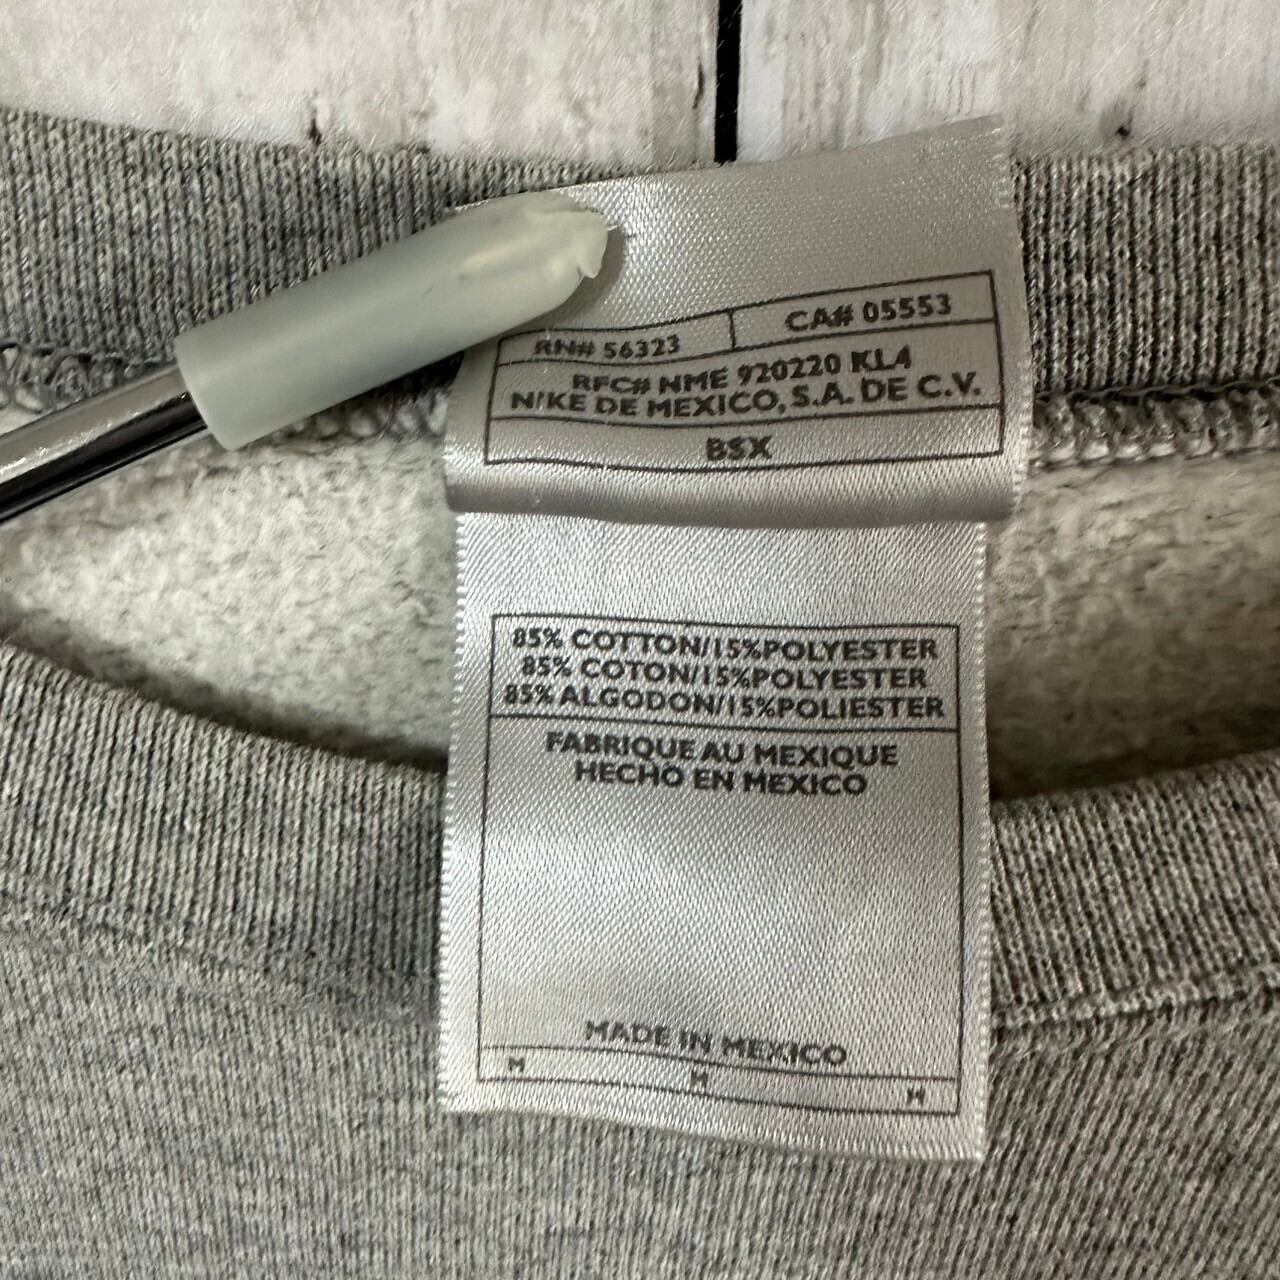 RN# 56323
CA# 05553
RFC# NME 920220 KL4
NIKE DE MEXICO, S.A. DE C.V.
BSX
85% COTTON/15%POLYESTER
85% COTON/15%POLYESTER
85% ALGODON/15%POLIESTER
FABRIQUE AU MEXIQUE
HECHO EN MEXICO
MADE IN MEXICO
M M M